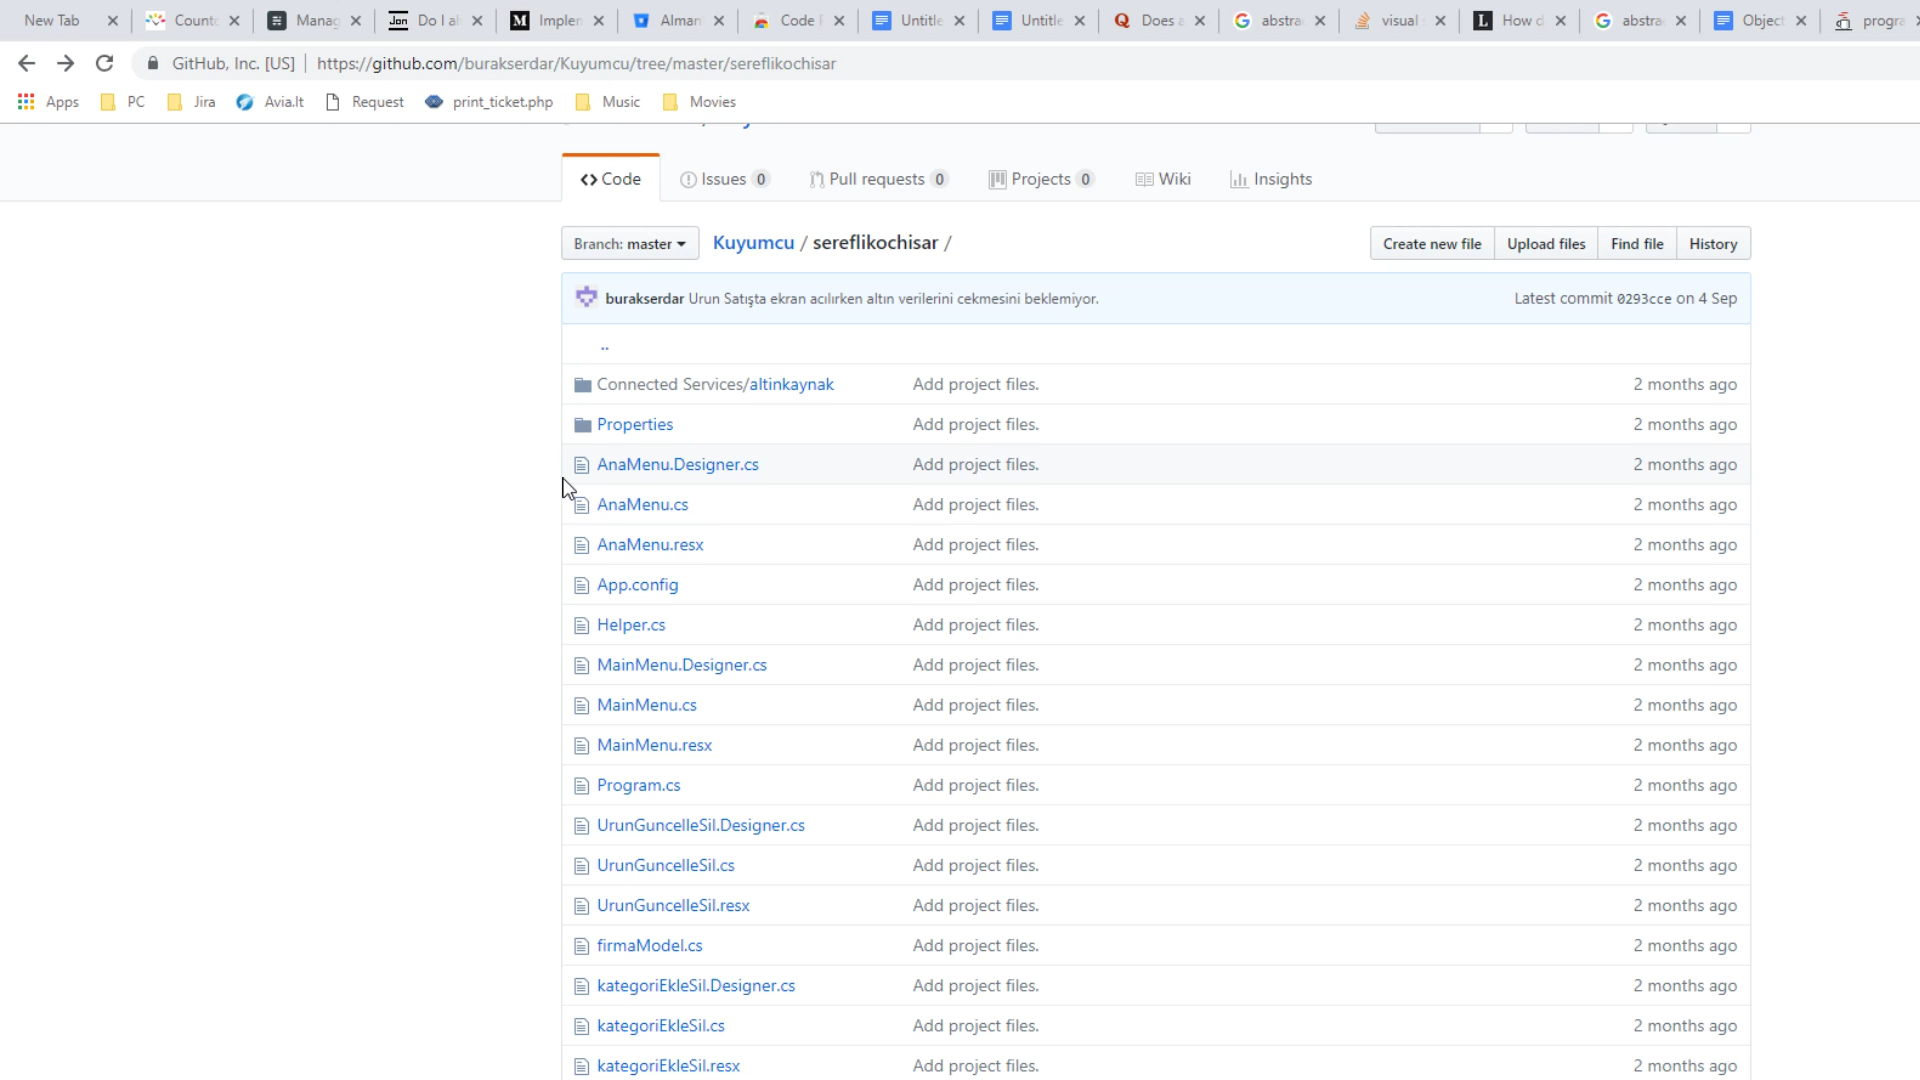 New Tab Count Manag Do I al Implen Alman Code Untitle Untitle Does abstra visual How abstra Object progra
GitHub, Inc. [US] https://github.com/burakserdar/Kuyumcu/tree/master/sereflikochisar
Apps PC Jira Avia.lt Request print_ticket.php Music Movies
Code Issues 0 Pull requests 0 Projects 0 Wiki Insights
Branch: master Kuyumcu / sereflikochisar / Create new file Upload files Find file History
burakserdar Urun Satışta ekran acılırken altın verilerini cekmesini beklemiyor. Latest commit 0293cce on 4 Sep
..
Connected Services/altinkaynak Add project files. 2 months ago
Properties Add project files. 2 months ago
AnaMenu.Designer.cs Add project files. 2 months ago
AnaMenu.cs Add project files. 2 months ago
AnaMenu.resx Add project files. 2 months ago
App.config Add project files. 2 months ago
Helper.cs Add project files. 2 months ago
MainMenu.Designer.cs Add project files. 2 months ago
MainMenu.cs Add project files. 2 months ago
MainMenu.resx Add project files. 2 months ago
Program.cs Add project files. 2 months ago
UrunGuncelleSil.Designer.cs Add project files. 2 months ago
UrunGuncelleSil.cs Add project files. 2 months ago
UrunGuncelleSil.resx Add project files. 2 months ago
firmaModel.cs Add project files. 2 months ago
kategoriEkleSil.Designer.cs Add project files. 2 months ago
kategoriEkleSil.cs Add project files. 2 months ago
kategoriEkleSil.resx Add project files. 2 months ago